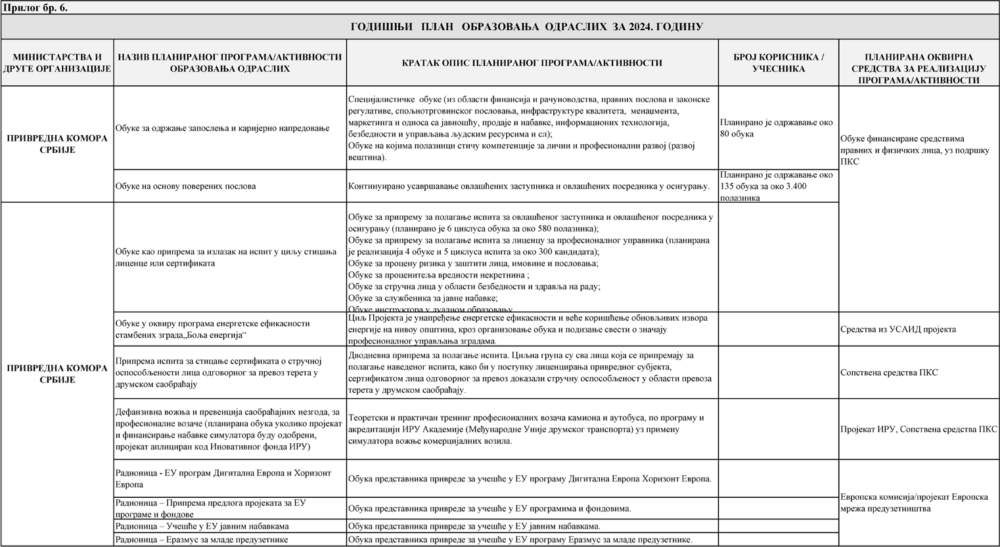 Прилог бр. 6.
ГОДИШЊИ ПЛАН ОБРАЗОВАЊА ОДРАСЛИХ ЗА 2024. ГОДИНУ
МИНИСТАРСТВА И
ДРУГЕ ОРГАНИЗАЦИЈЕ
НАЗИВ ПЛАНИРАНОГ ПРОГРАМА/АКТИВНОСТИ
ОБРАЗОВАЊА ОДРАСЛИХ
КРАТАК ОПИС ПЛАНИРАНОГ ПРОГРАМА/АКТИВНОСТИ
БРОЈ КОРИСНИКА /
УЧЕСНИКА
ПЛАНИРАНА ОКВИРНА
СРЕДСТВА ЗА РЕАЛИЗАЦИЈУ
ПРОГРАМА/АКТИВНОСТИ
ПРИВРЕДНА КОМОРА
СРБИЈЕ
Обуке за одржање запослења и каријерно напредовање
Специјалистичке обуке (из области финансија и рачуноводства, правних послова и законске
регулативе, спољнотрговинског пословања, инфраструктуре квалитета, менаџмента,
маркетинга и односа са јавношћу, продаје и набавке, информационих технологија,
безбедности и управљања људским ресурсима и сл);
Обуке на којима полазници стичу компетенције за лични и професионални развој (развој
вештина).
Планирано је одржавање око
80 обука
Обуке финансиране средствима
правних и физичких лица, уз подршку
ПКС
Обуке на основу поверених послова
Континуирано усавршавање овлашћених заступника и овлашћених посредника у осигурању.
Планирано је одржавање око
135 обука за око 3.400
полазника
ПРИВРЕДНА КОМОРА
СРБИЈЕ
Обуке као припрема за излазак на испит у циљу стицања
лиценце или сертификата
Обуке за припрему за полагање испита за овлашћеног заступника и овлашћеног посредника у
осигурању (планирано је 6 циклуса обука за око 580 полазника);
Обуке за припрему за полагање испита за лиценцу за професионалног управника (планирана
је реализација 4 обуке и 5 циклуса испита за око 300 кандидата);
Обуке за процену ризика у заштити лица, имовине и пословања;
Обуке за проценитеља вредности некретнина ;
Обуке за стручна лица у области безбедности и здравља на раду;
Обуке за службеника за јавне набавке;
Обуке инструктора у дуалном образовању
Обуке у оквиру програма енергетске ефикасности
стамбених зграда„Боља енергија“
Циљ Пројекта је унапређење енергетске ефикасности и веће коришћење обновљивих извора
енергије на нивоу општина, кроз организовање обука и подизање свести о значају
професионалног управљања зградама.
Средства из УСАИД пројекта
Припрема испита за стицање сертификата о стручној
оспособљености лица одговорног за превоз терета у
друмском саобраћају
Дводневна припрема за полагање испита. Циљна група су сва лица која се припремају за
полагање наведеног испита, како би у поступку лиценцирања привредног субјекта,
сертификатом лица одговорног за превоз доказали стручну оспособљеност у области превоза
терета у друмском саобраћају.
Сопствена средства ПКС
Дефанзивна вожња и превенција саобраћајних незгода, за
професионалне возаче (планирана обука уколико пројекат
и финансирање набавке симулатора буду одобрени,
пројекат аплициран код Иновативног фонда ИРУ)
Теоретски и практичан тренинг професионалних возача камиона и аутобуса, по програму и
акредитацији ИРУ Академије (Међународне Уније друмског транспорта) уз примену
симулатора вожње комерцијалних возила.
Пројекат ИРУ, Сопствена средства ПКС
Радионица - ЕУ програм Дигитална Европа и Хоризонт
Европа
Обука представника привреде за учешће у ЕУ програму Дигитална Европа Хоризонт Европа.
Европска комисија/пројекат Европска
мрежа предузетништва
Радионица – Припрема предлога пројеката за ЕУ
програме и фондове
Обука представника привреде за учешће у ЕУ програмима и фондовима.
Радионица – Учешће у ЕУ јавним набавкама
Обука представника привреде за учешће у ЕУ јавним набавкама.
Радионица – Еразмус за младе предузетнике
Обука представника привреде за учешће у ЕУ програму Еразмус за младе предузетнике.